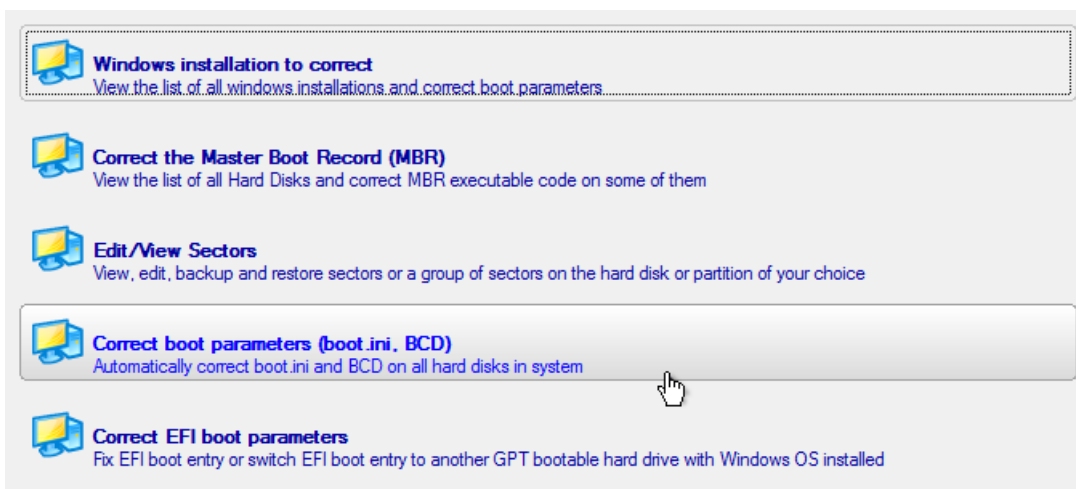 Windows installation to correct
View the list of all windows installations and correct boot parameters
Correct the Master Boot Record (MBR)
View the list of all Hard Disks and correct MBR executable code on some of them
Edit/View Sectors
View, edit, backup and restore sectors or a group of sectors on the hard disk or partition of your choice
Correct boot parameters (boot.ini, BCD)
Automatically correct boot.ini and BCD on all hard disks in system
Correct EFI boot parameters
Fix EFI boot entry or switch EFI boot entry to another GPT bootable hard drive with Windows OS installed